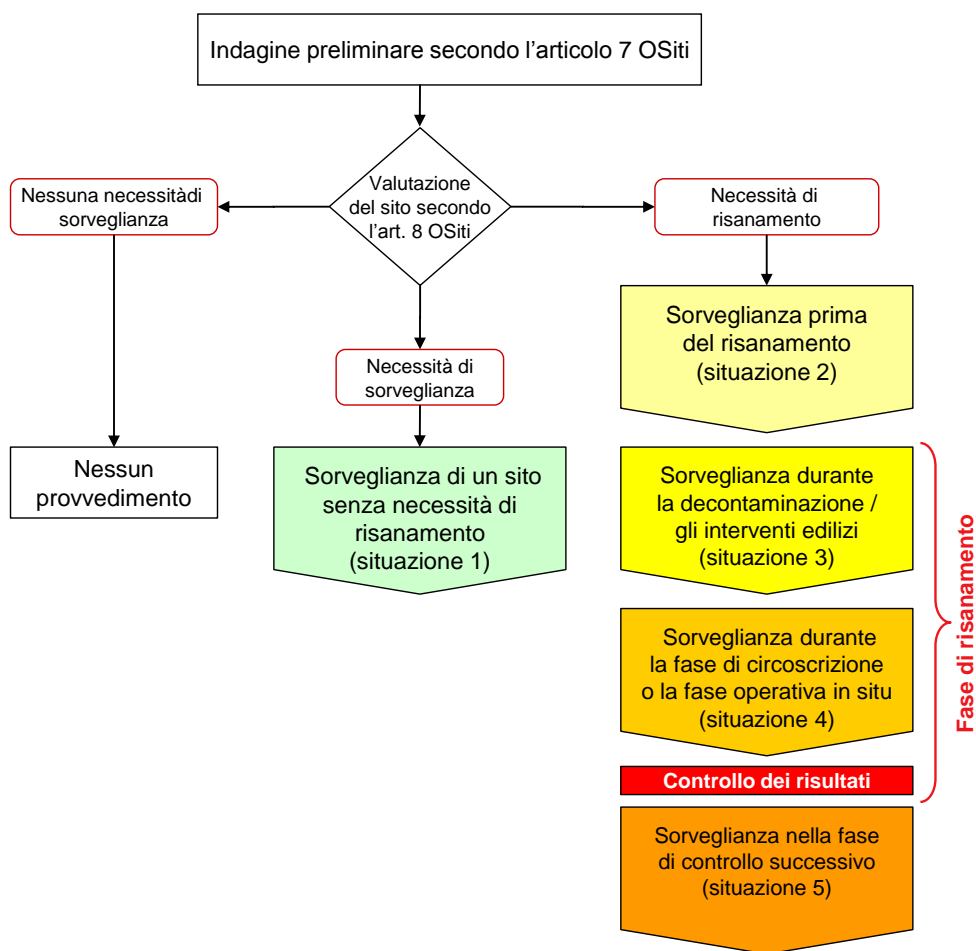 Indagine preliminare secondo l'articolo 7 OSiti
Valutazione
del sito secondo
l'art. 8 OSiti
Nessuna necessitàdi
sorveglianza
Necessità di
risanamento
Necessità di
sorveglianza
Nessun
provvedimento
Sorveglianza di un sito
senza necessità di
risanamento
(situazione 1)
Sorveglianza prima
del risanamento
(situazione 2)
Sorveglianza durante
la decontaminazione /
gli interventi edilizi
(situazione 3)
Sorveglianza durante
la fase di circoscrizione
o la fase operativa in situ
(situazione 4)
Controllo dei risultati
Sorveglianza nella fase
di controllo successivo
(situazione 5)
Fase di risanamento